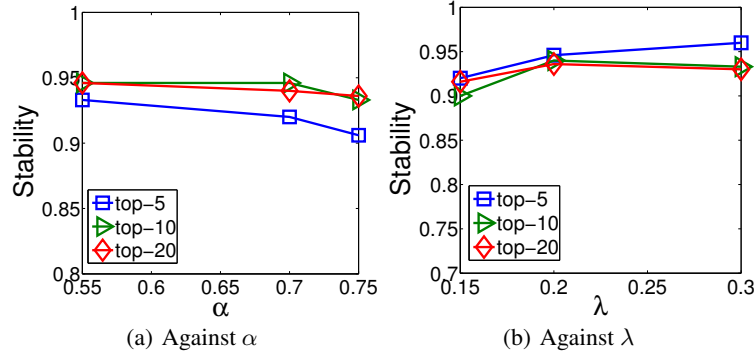 1
0.95
0.9
0.85
0.8
Stability
top-5
top-10
top-20
0.55 0.6 0.65 0.7 0.75
α
(a) Against α
1
0.95
0.9
0.85
0.8
0.75
0.7
Stability
top-5
top-10
top-20
0.15 0.2 0.25 0.3
λ
(b) Against λ